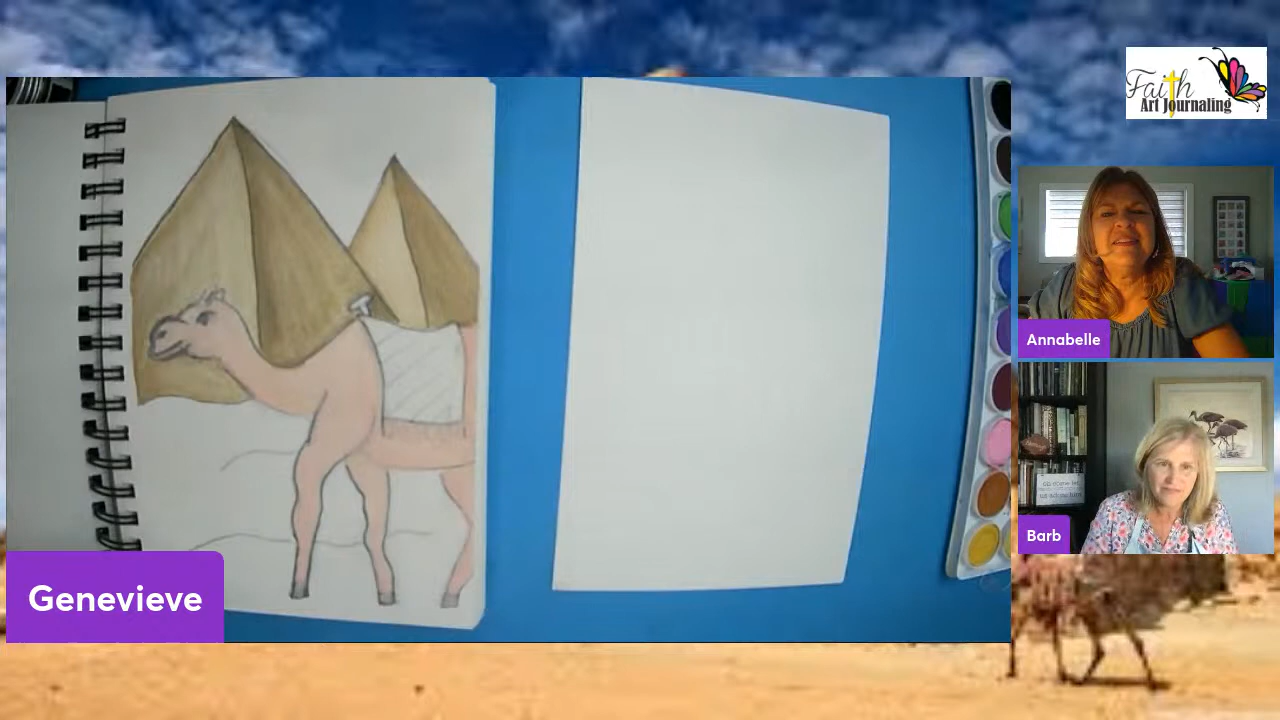 Faith
Art Journaling
Annabelle
Barb
Genevieve